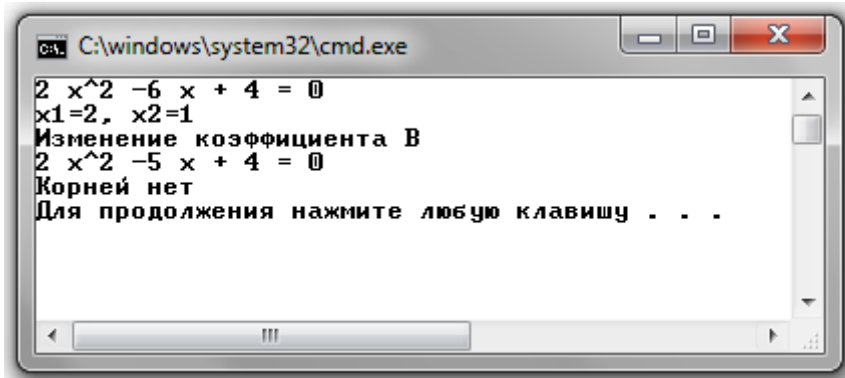 C:\windows\system32\cmd.exe
2 x^2 -6 x + 4 = 0
x1=2, x2=1
Изменение коэффициента B
2 x^2 -5 x + 4 = 0
Корней нет
Для продолжения нажмите любую клавишу . . .